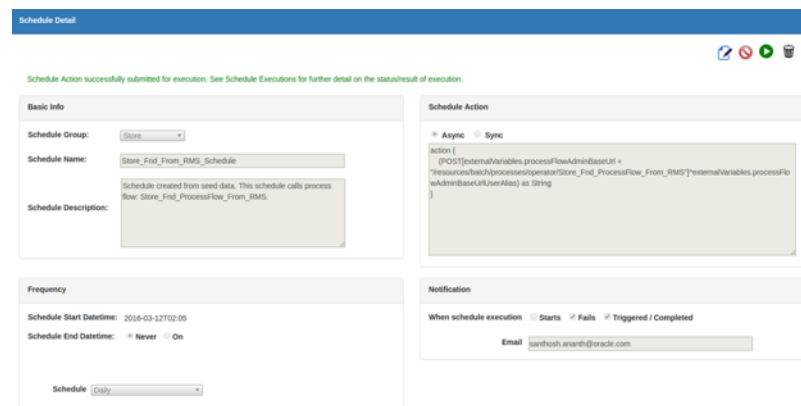 Schedule Detail
Schedule Action successfully submitted for execution. See Schedule Executions for further detail on the status/result of execution.
Basic Info
Schedule Group: Store
Schedule Name: Store_Fnd_From_RMS_Schedule
Schedule Description: Schedule created from seed data. This schedule calls process
flow: Store_Fnd_ProcessFlow_From_RMS.
Schedule Action
Async Sync
action {
(POST[externalVariables.processFlowAdminBaseUrl +
"/resources/batch/processes/operator/Store_Fnd_ProcessFlow_From_RMS"]^externalVariables.processFlo
wAdminBaseUrlUserAlias) as String
}
Frequency
Schedule Start Datetime: 2016-03-12T02:05
Schedule End Datetime: Never On
Schedule Daily
Notification
When schedule execution Starts Fails Triggered / Completed
Email santhosh.ananth@oracle.com